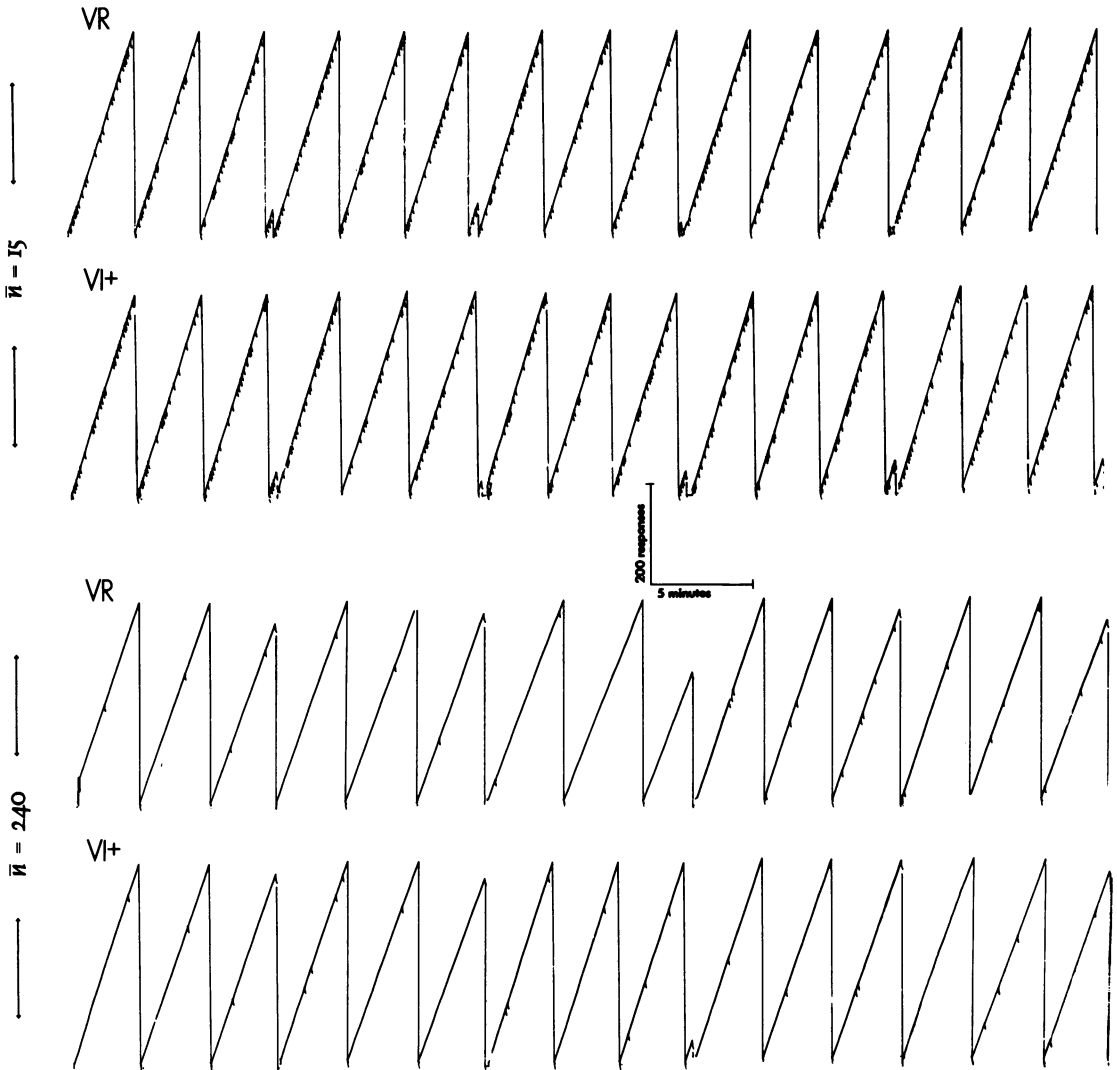 VR
n̅ = 15
VI+
200 responses
5 minutes
VR
n̅ = 240
VI+